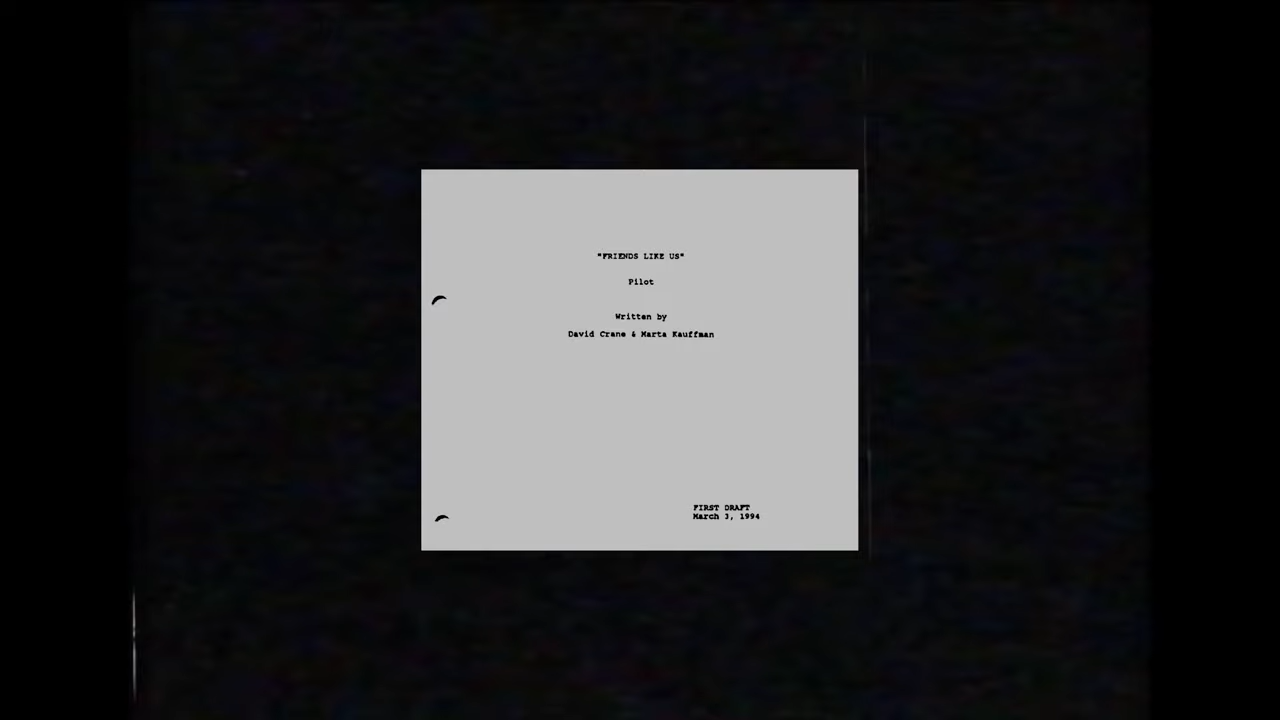 "FRIENDS LIKE US"
Pilot
Written by
David Crane & Marta Kauffman
FIRST DRAFT
March 3, 1994